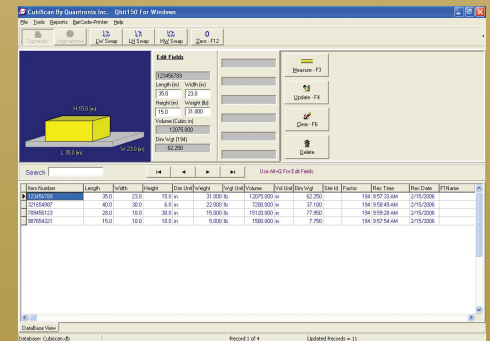 CubiScan By Quantronix Inc. - Qbit150 For Windows
File Tools Reports BarCode-Printer Help
Domestic International LW Swap LH Swap HW Swap Zero - F12
Edit Fields
123456789
Length (in) Width (in)
35.0 23.0
Height (in) Weight (lb)
15.0 31.000
Volume (Cubic in)
12075.000
Dim Wgt (194)
62.250
H 15.0 (in)
L 35.0 (in)
W 23.0 (in)
Measure - F3
Update - F4
Clear - F6
Delete
Search
Use Alt+Q For Edit Fields
Item Number Length Width Height Dim Unit Weight Wgt Unit Volume Vol Unit Dim Wgt Site Id Factor Rec Time Rec Date FIName
123456789 35.0 23.0 15.0 in 31.000 lb 12075.000 in 62.250 194 9:57:33 AM 2/15/2006
321654987 40.0 30.0 6.0 in 22.000 lb 7200.000 in 37.100 194 9:59:49 AM 2/15/2006
789456123 28.0 18.0 30.0 in 15.000 lb 15120.000 in 77.950 194 9:59:28 AM 2/15/2006
987654321 15.0 10.0 10.0 in 5.000 lb 1500.000 in 7.750 194 9:57:54 AM 2/15/2006
DataBase View
Database: Cubiscan.db Record 1 of 4 Updated Records = 11